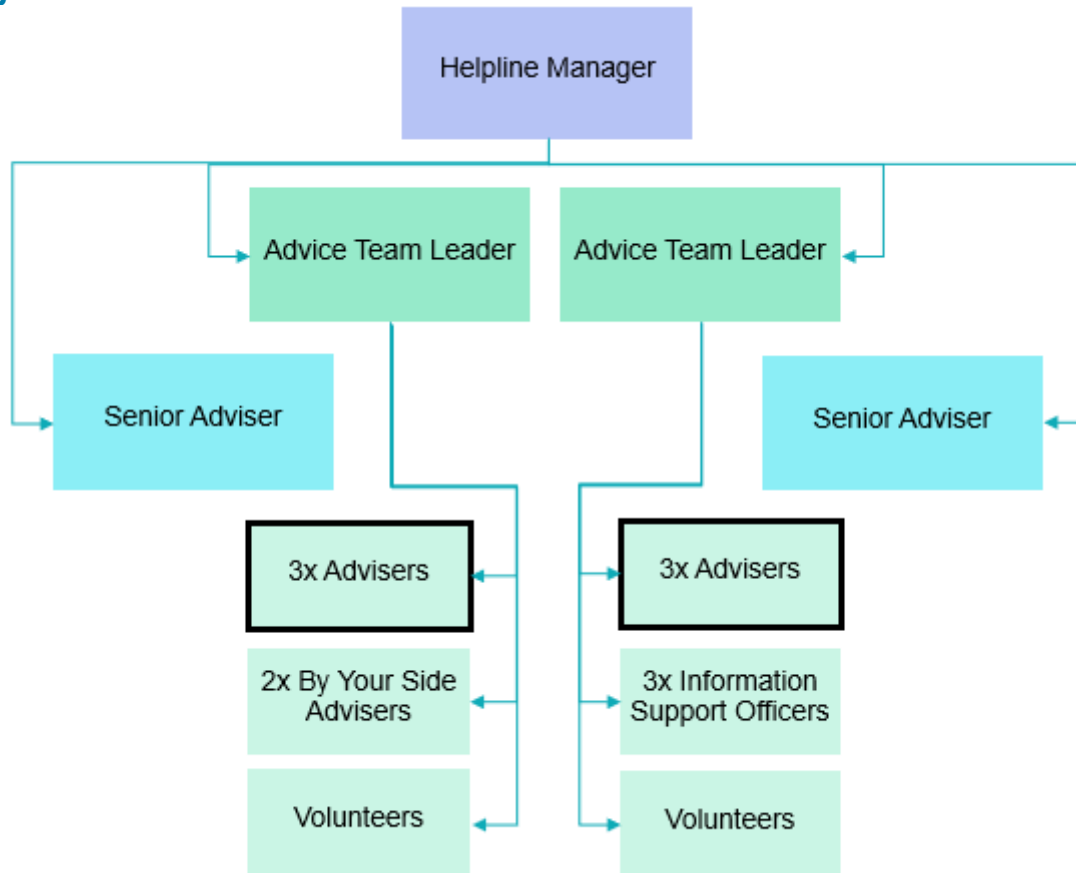 Helpline Manager
Advice Team Leader
Advice Team Leader
Senior Adviser
Senior Adviser
3x Advisers
3x Advisers
2x By Your Side
Advisers
3x Information
Support Officers
Volunteers
Volunteers